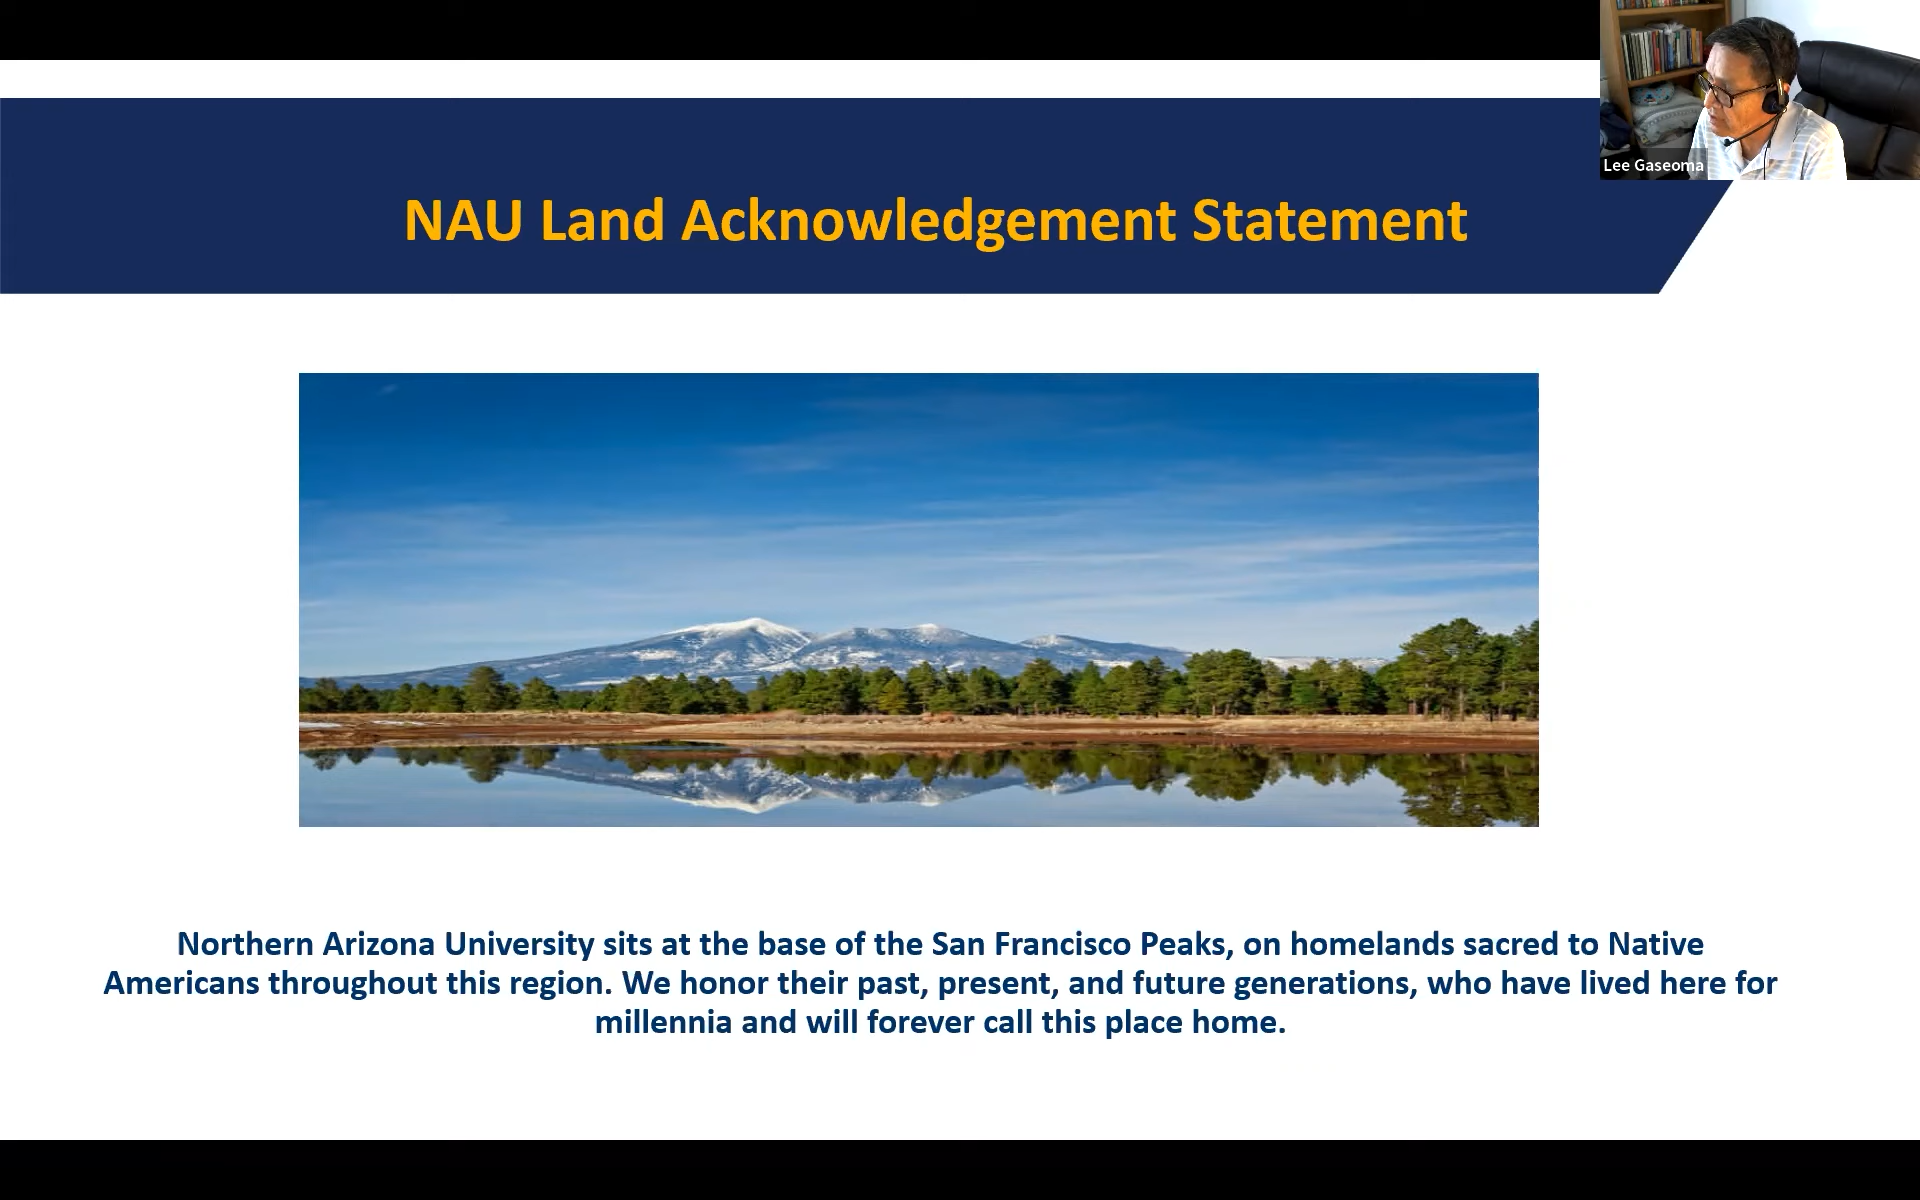 Lee Gaseoma
NAU Land Acknowledgement Statement
Northern Arizona University sits at the base of the San Francisco Peaks, on homelands sacred to Native
Americans throughout this region. We honor their past, present, and future generations, who have lived here for
millennia and will forever call this place home.